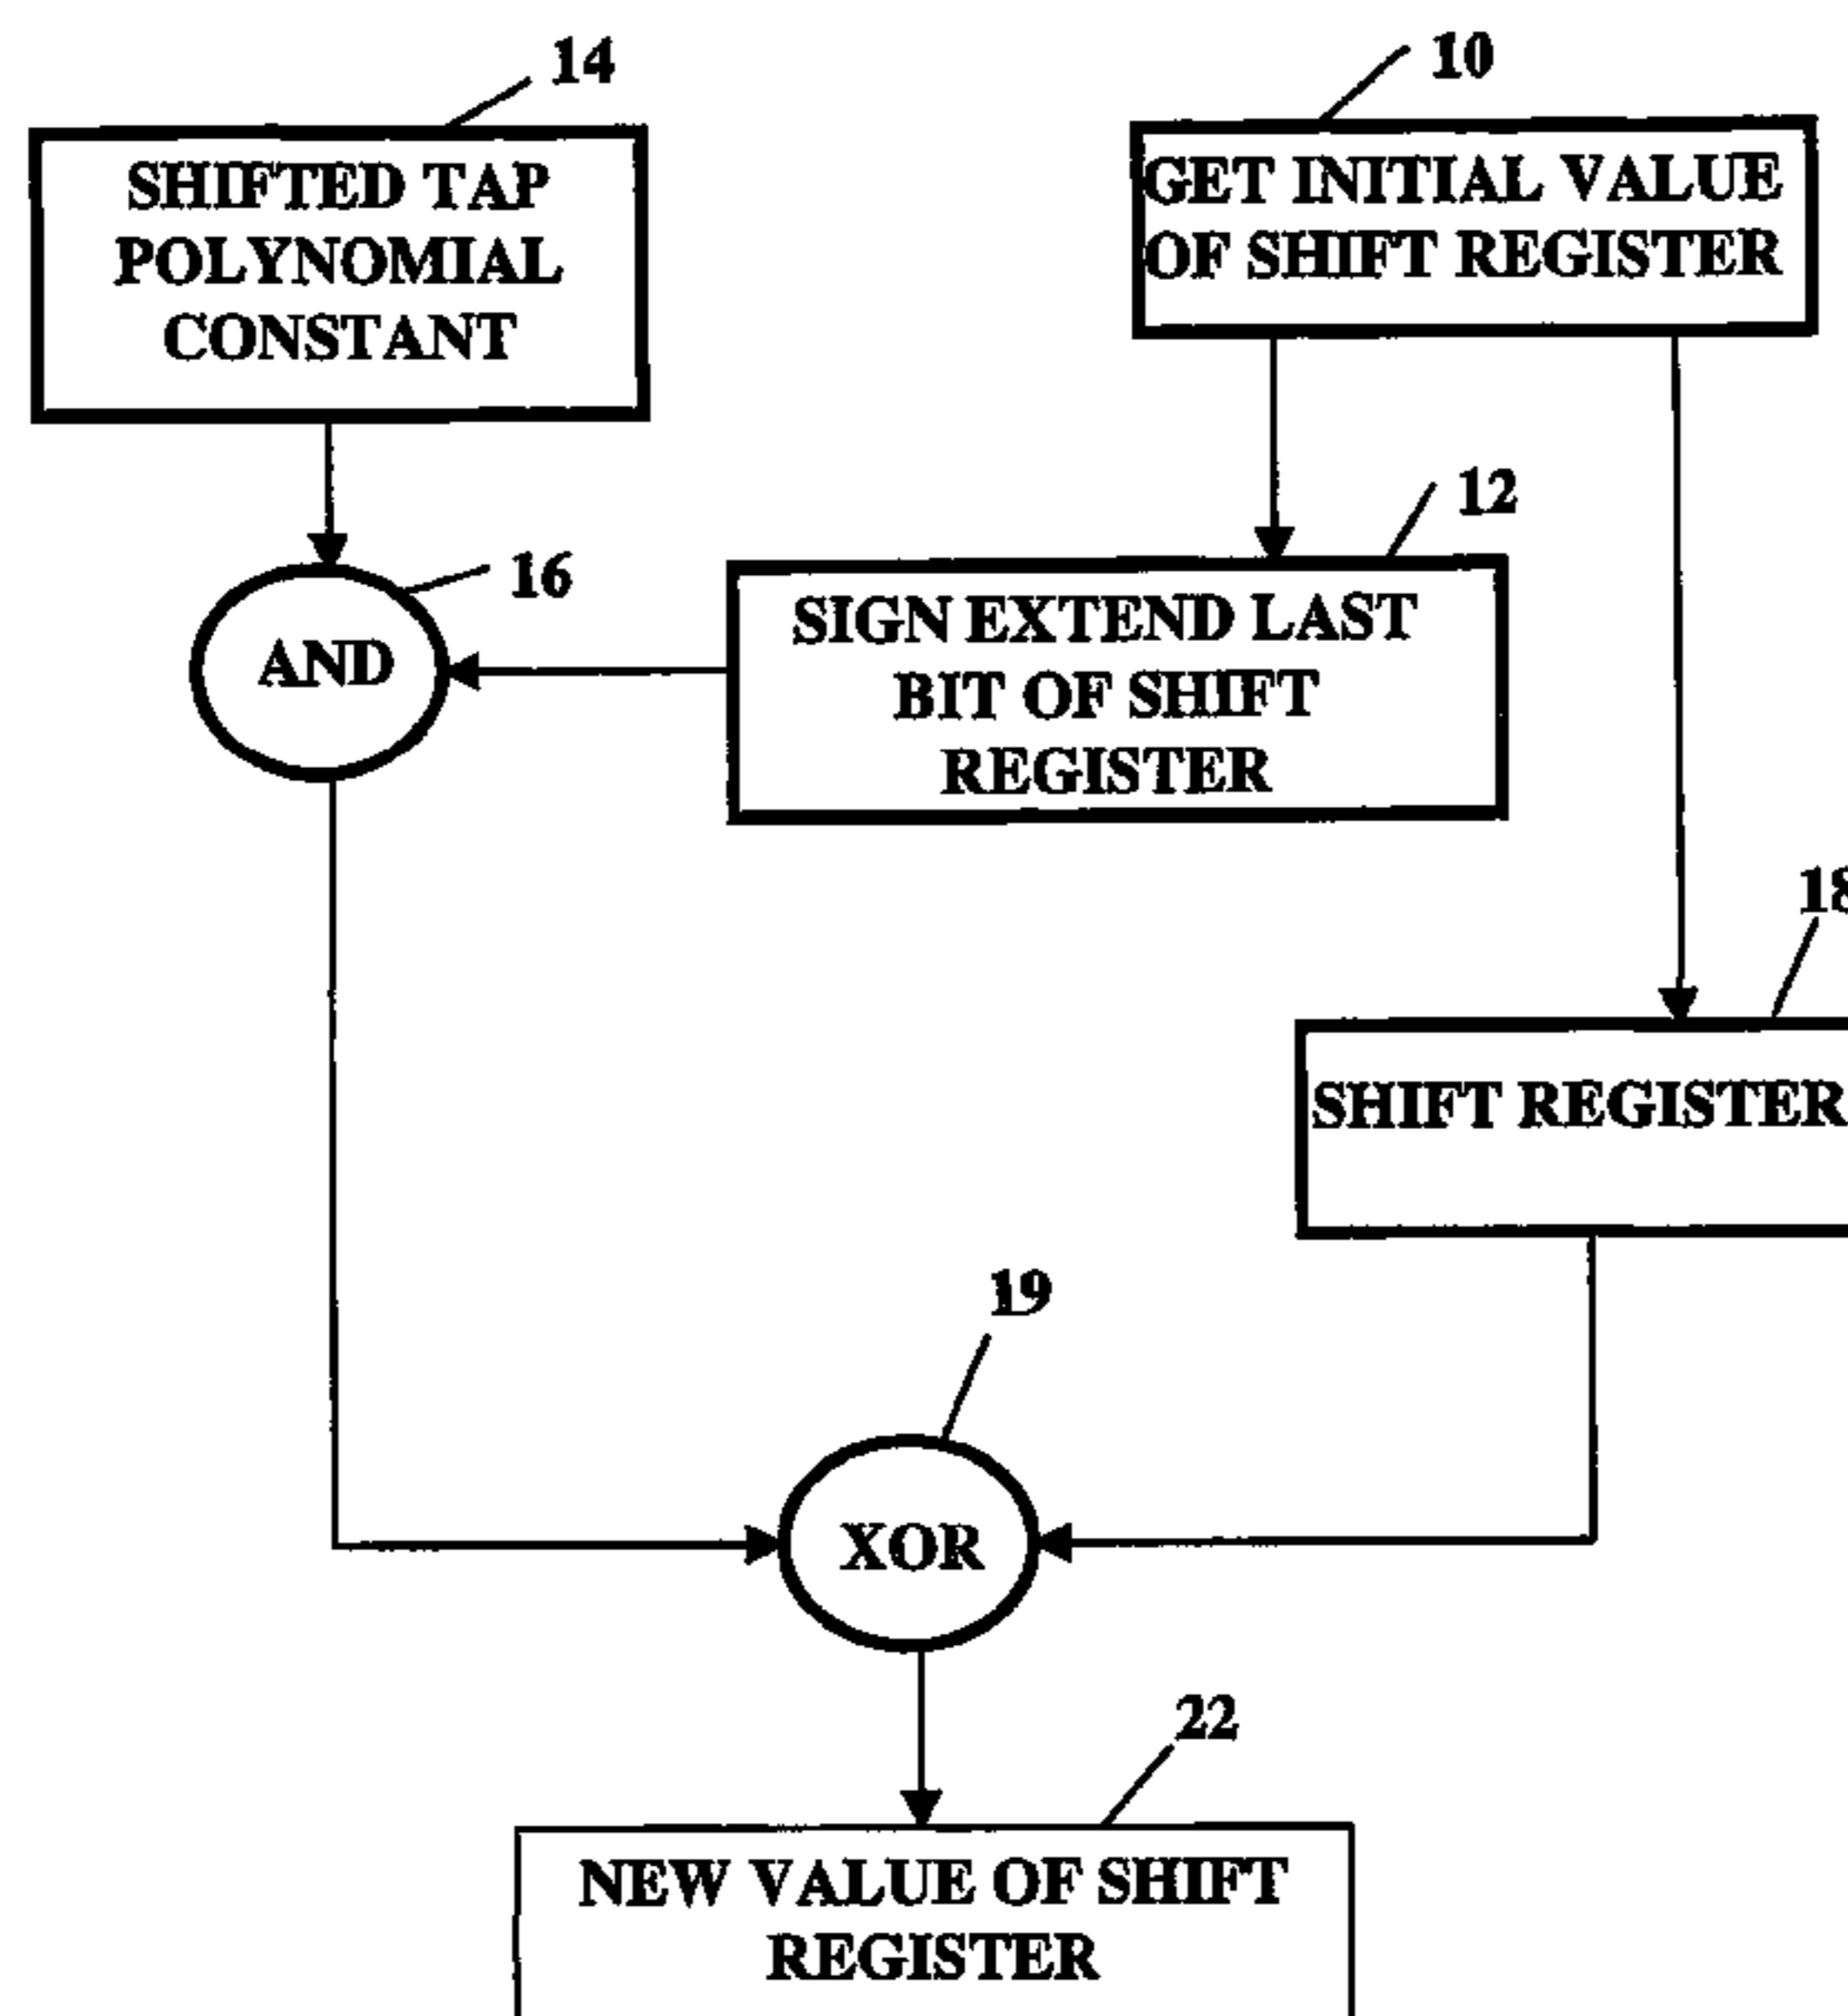 14
10
SHIFTED TAP
POLYNOMIAL
CONSTANT
GET INITIAL VALUE
OF SHIFT REGISTER
12
16
AND
SIGN EXTEND LAST
BIT OF SHIFT
REGISTER
18
SHIFT REGISTER
19
XOR
22
NEW VALUE OF SHIFT
REGISTER